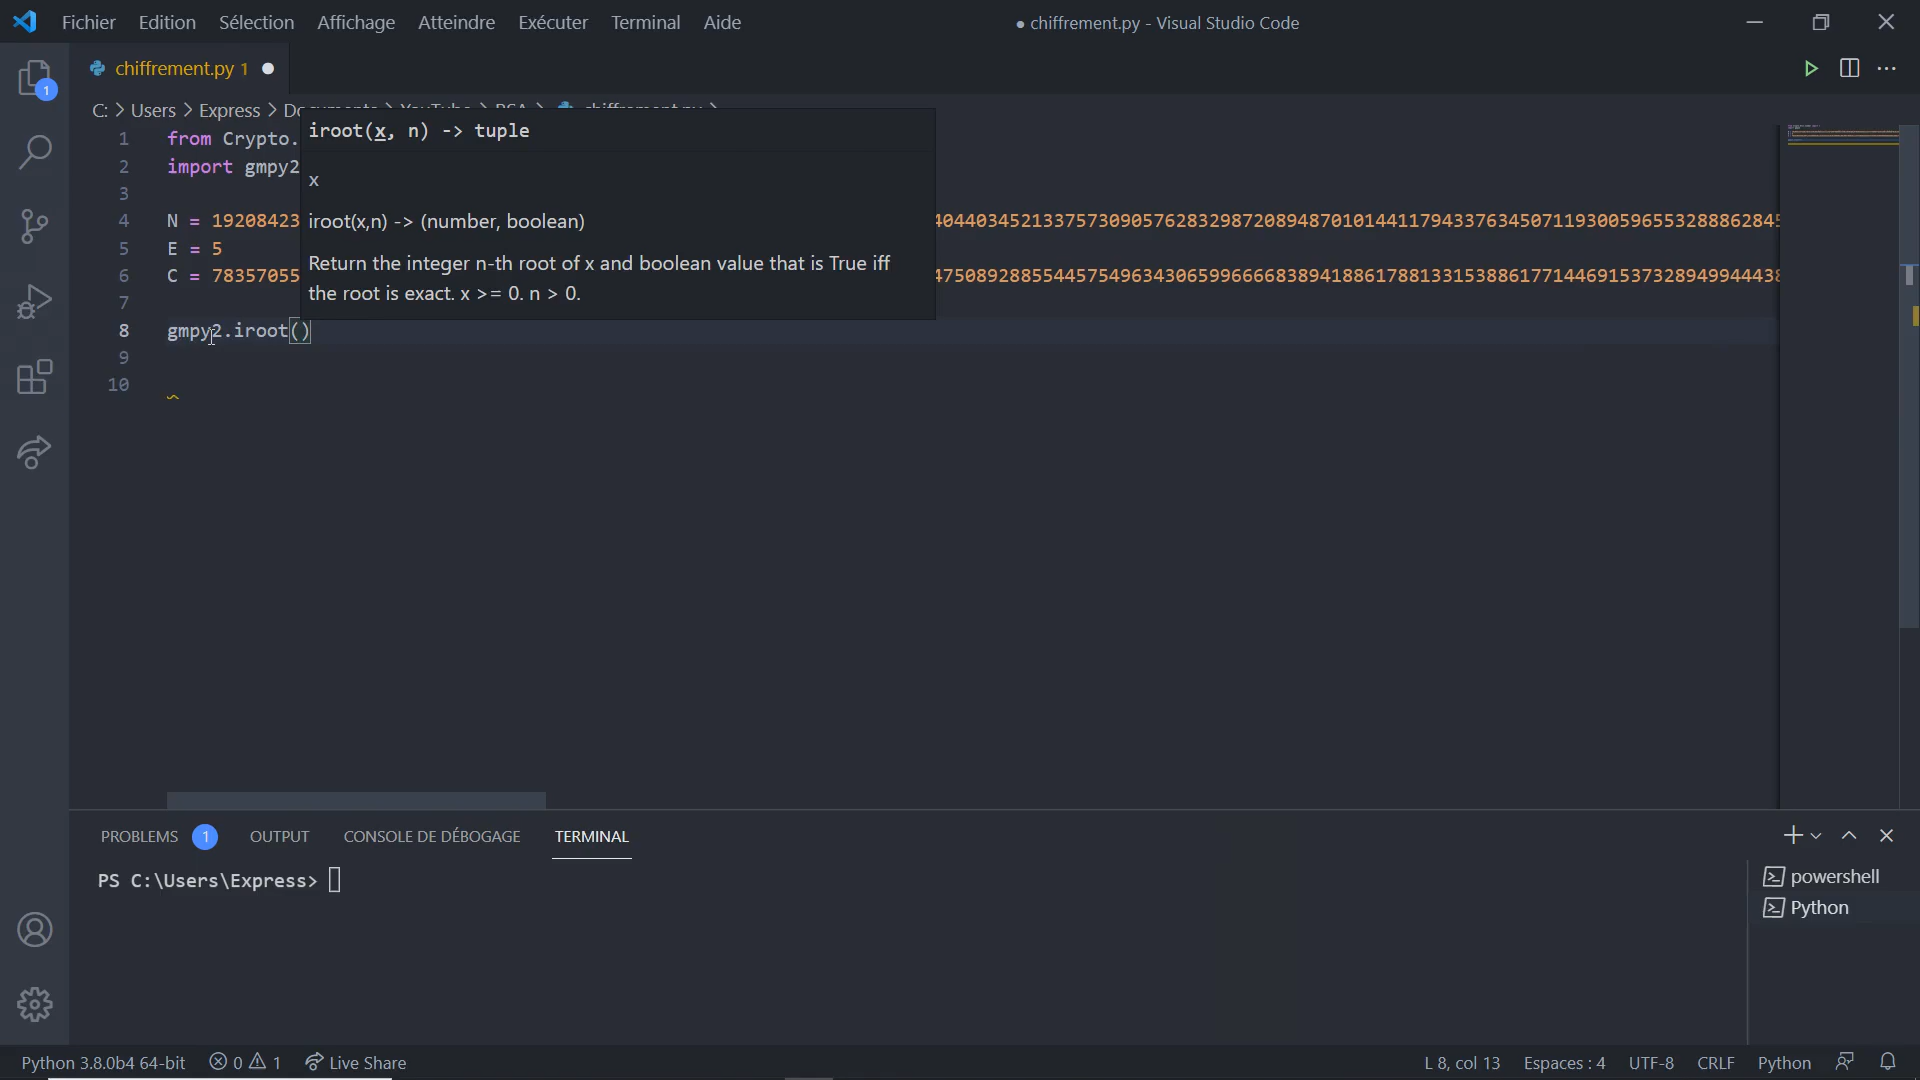 Fichier Edition Sélection Affichage Atteindre Exécuter Terminal Aide
● chiffrement.py - Visual Studio Code
chiffrement.py 1 ●
C: > Users > Express >
iroot(x, n) -> tuple
x
iroot(x,n) -> (number, boolean)
Return the integer n-th root of x and boolean value that is True iff
the root is exact. x >= 0. n > 0.
1 from Crypto.
2 import gmpy2
3
4 N = 19208423 40440345213375730905762832987208948701014411794337634507119300596553288862845
5 E = 5
6 C = 78357055 4750892885544575496343065996666838941886178813315388617714469153732894994443
7
8 gmpy2.iroot()
9
10
PROBLEMS 1 OUTPUT CONSOLE DE DÉBOGAGE TERMINAL
PS C:\Users\Express>
powershell
Python
Python 3.8.0b4 64-bit 0 1 Live Share
L 8, col 13 Espaces : 4 UTF-8 CRLF Python
1